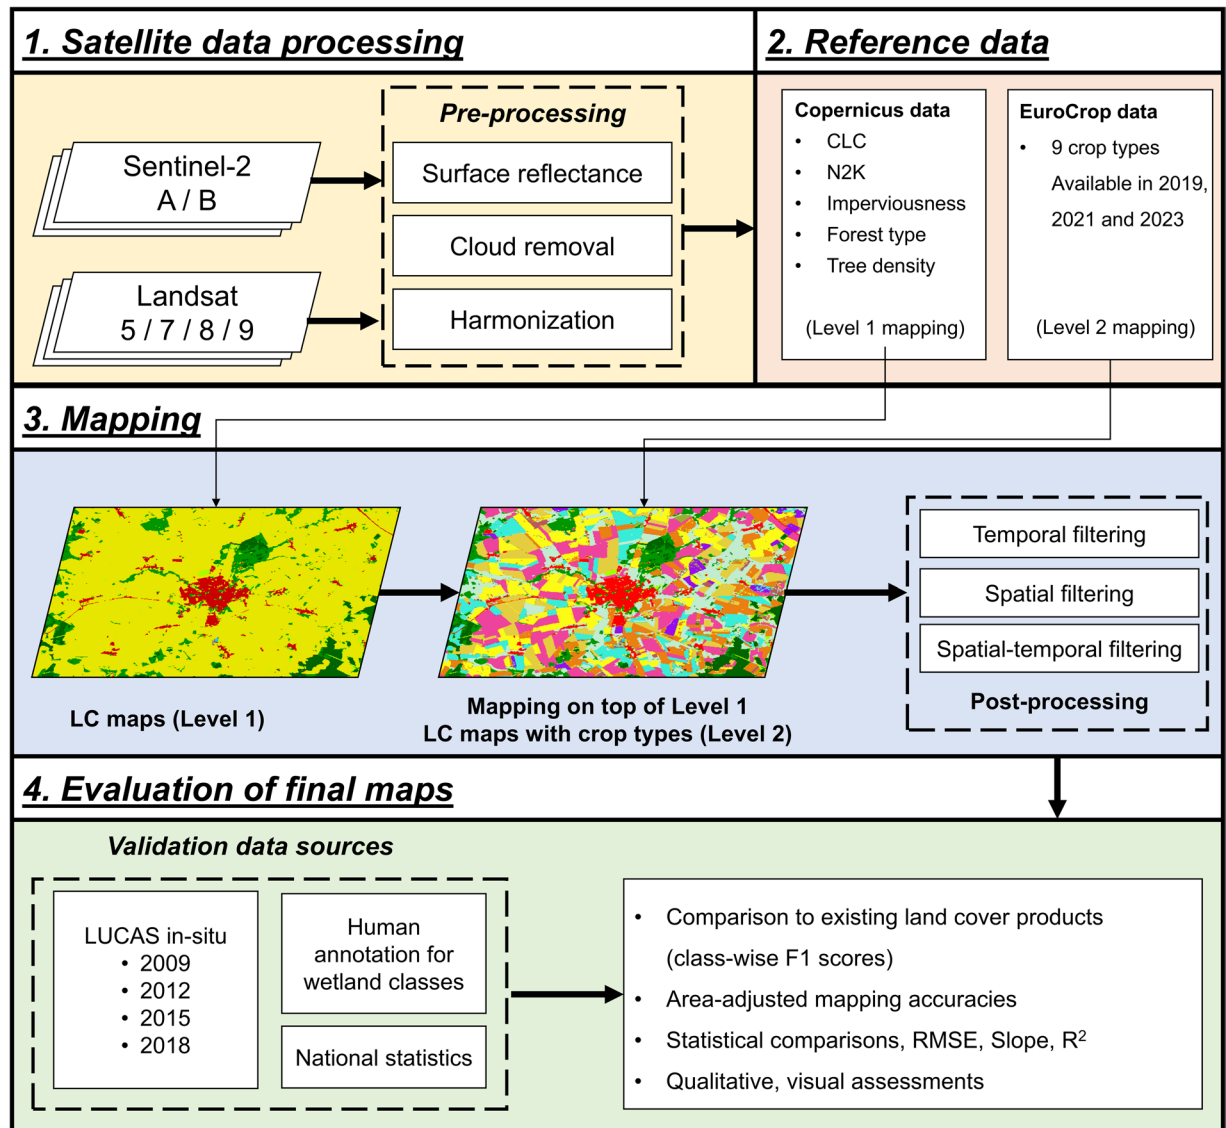 1. Satellite data processing
Pre-processing
Sentinel-2
A / B
Landsat
5 / 7 / 8 / 9
Surface reflectance
Cloud removal
Harmonization
2. Reference data
Copernicus data
• CLC
• N2K
• Imperviousness
• Forest type
• Tree density
(Level 1 mapping)
EuroCrop data
• 9 crop types
Available in 2019,
2021 and 2023
(Level 2 mapping)
3. Mapping
LC maps (Level 1)
Mapping on top of Level 1
LC maps with crop types (Level 2)
Temporal filtering
Spatial filtering
Spatial-temporal filtering
Post-processing
4. Evaluation of final maps
Validation data sources
LUCAS in-situ
• 2009
• 2012
• 2015
• 2018
Human
annotation for
wetland classes
National statistics
• Comparison to existing land cover products
(class-wise F1 scores)
• Area-adjusted mapping accuracies
• Statistical comparisons, RMSE, Slope, R²
• Qualitative, visual assessments